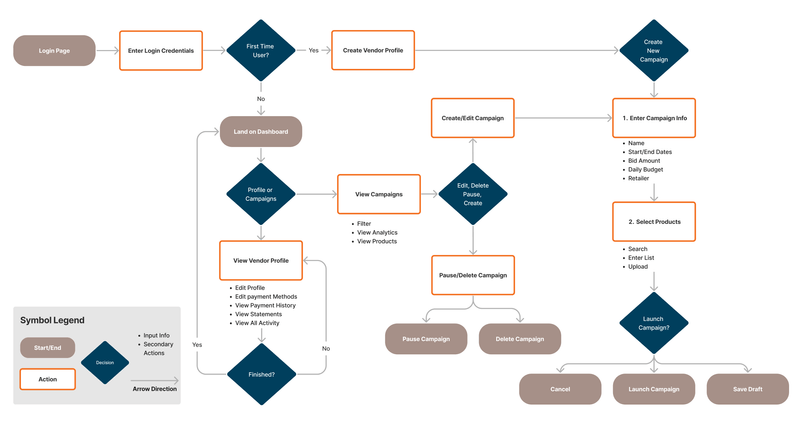 Login Page
Enter Login Credentials
First Time
User?
Yes
Create Vendor Profile
Create
New
Campaign
No
Land on Dashboard
Create/Edit Campaign
1. Enter Campaign Info
• Name
• Start/End Dates
• Bid Amount
• Daily Budget
• Retailer
Profile or
Campaigns
View Campaigns
• Filter
• View Analytics
• View Products
Edit, Delete
Pause,
Create
2. Select Products
• Search
• Enter List
• Upload
View Vendor Profile
• Edit Profile
• Edit payment Methods
• View Payment History
• View Statements
• View All Activity
Pause/Delete Campaign
Pause Campaign
Delete Campaign
Launch
Campaign?
Yes
No
Finished?
Cancel
Launch Campaign
Save Draft
Symbol Legend
Start/End
Action
Decision
• Input Info
• Secondary
Actions
Arrow Direction